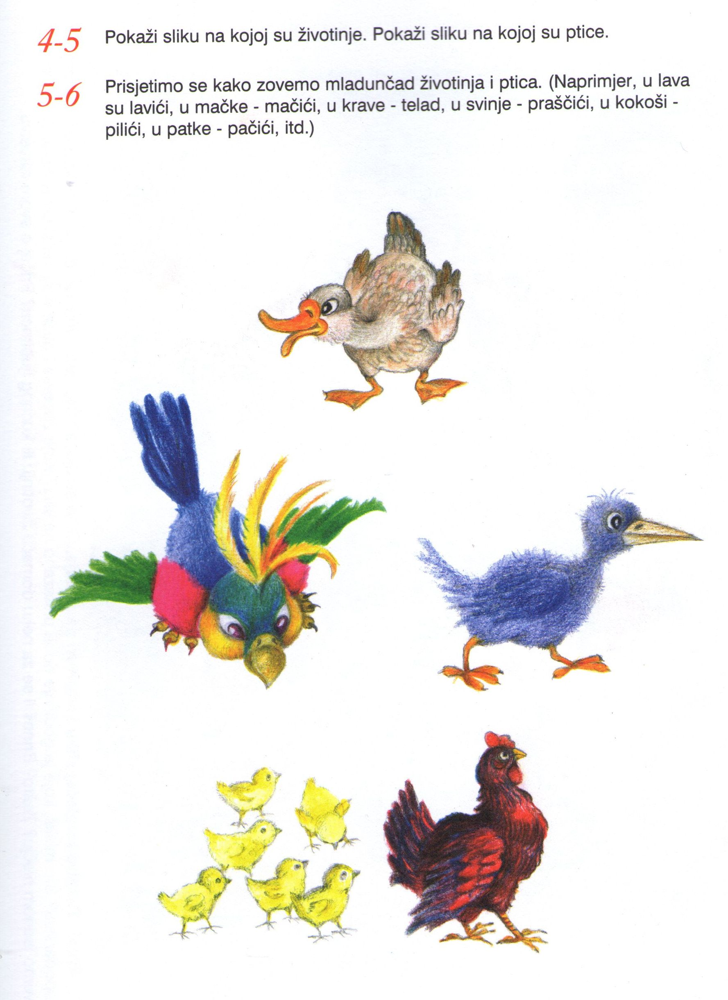 4-5 Pokaži sliku na kojoj su životinje. Pokaži sliku na kojoj su ptice.
5-6 Prisjetimo se kako zovemo mladunčad životinja i ptica. (Naprimjer, u lava
su lavići, u mačke - mačići, u krave - telad, u svinje - praščići, u kokoši -
pilići, u patke - pačići, itd.)